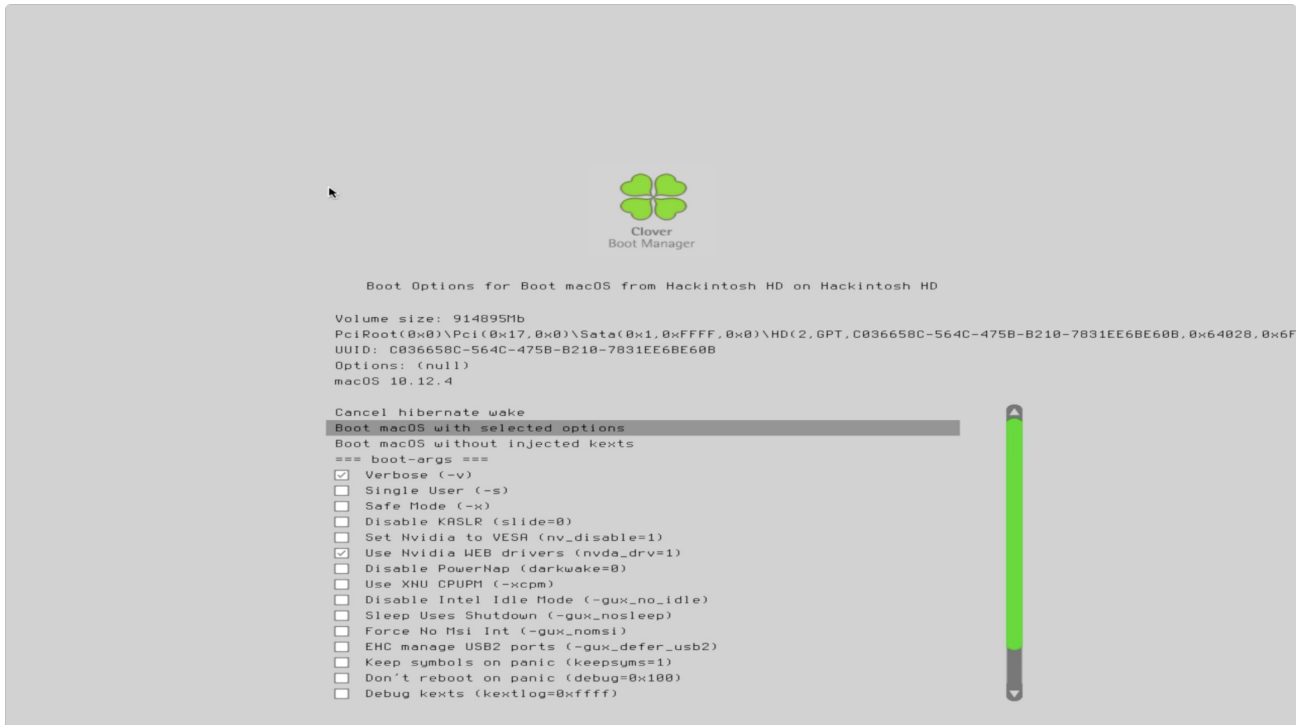 Clover
Boot Manager
Boot Options for Boot macOS from Hackintosh HD on Hackintosh HD
Volume size: 914895Mb
PciRoot(0x0)\Pci(0x17,0x0)\Sata(0x1,0xFFFF,0x0)\HD(2,GPT,C036658C-564C-475B-B210-7831EE6BE60B,0x64028,0x6F
UUID: C036658C-564C-475B-B210-7831EE6BE60B
Options: (null)
macOS 10.12.4
Cancel hibernate wake
Boot macOS with selected options
Boot macOS without injected kexts
=== boot-args ===
Verbose (-v)
Single User (-s)
Safe Mode (-x)
Disable KASLR (slide=0)
Set Nvidia to VESA (nv_disable=1)
Use Nvidia WEB drivers (nvda_drv=1)
Disable PowerNap (darkwake=0)
Use XNU CPUPM (-xcpm)
Disable Intel Idle Mode (-gux_no_idle)
Sleep Uses Shutdown (-gux_nosleep)
Force No Msi Int (-gux_nomsi)
EHC manage USB2 ports (-gux_defer_usb2)
Keep symbols on panic (keepsyms=1)
Don't reboot on panic (debug=0x100)
Debug kexts (kextlog=0xffff)